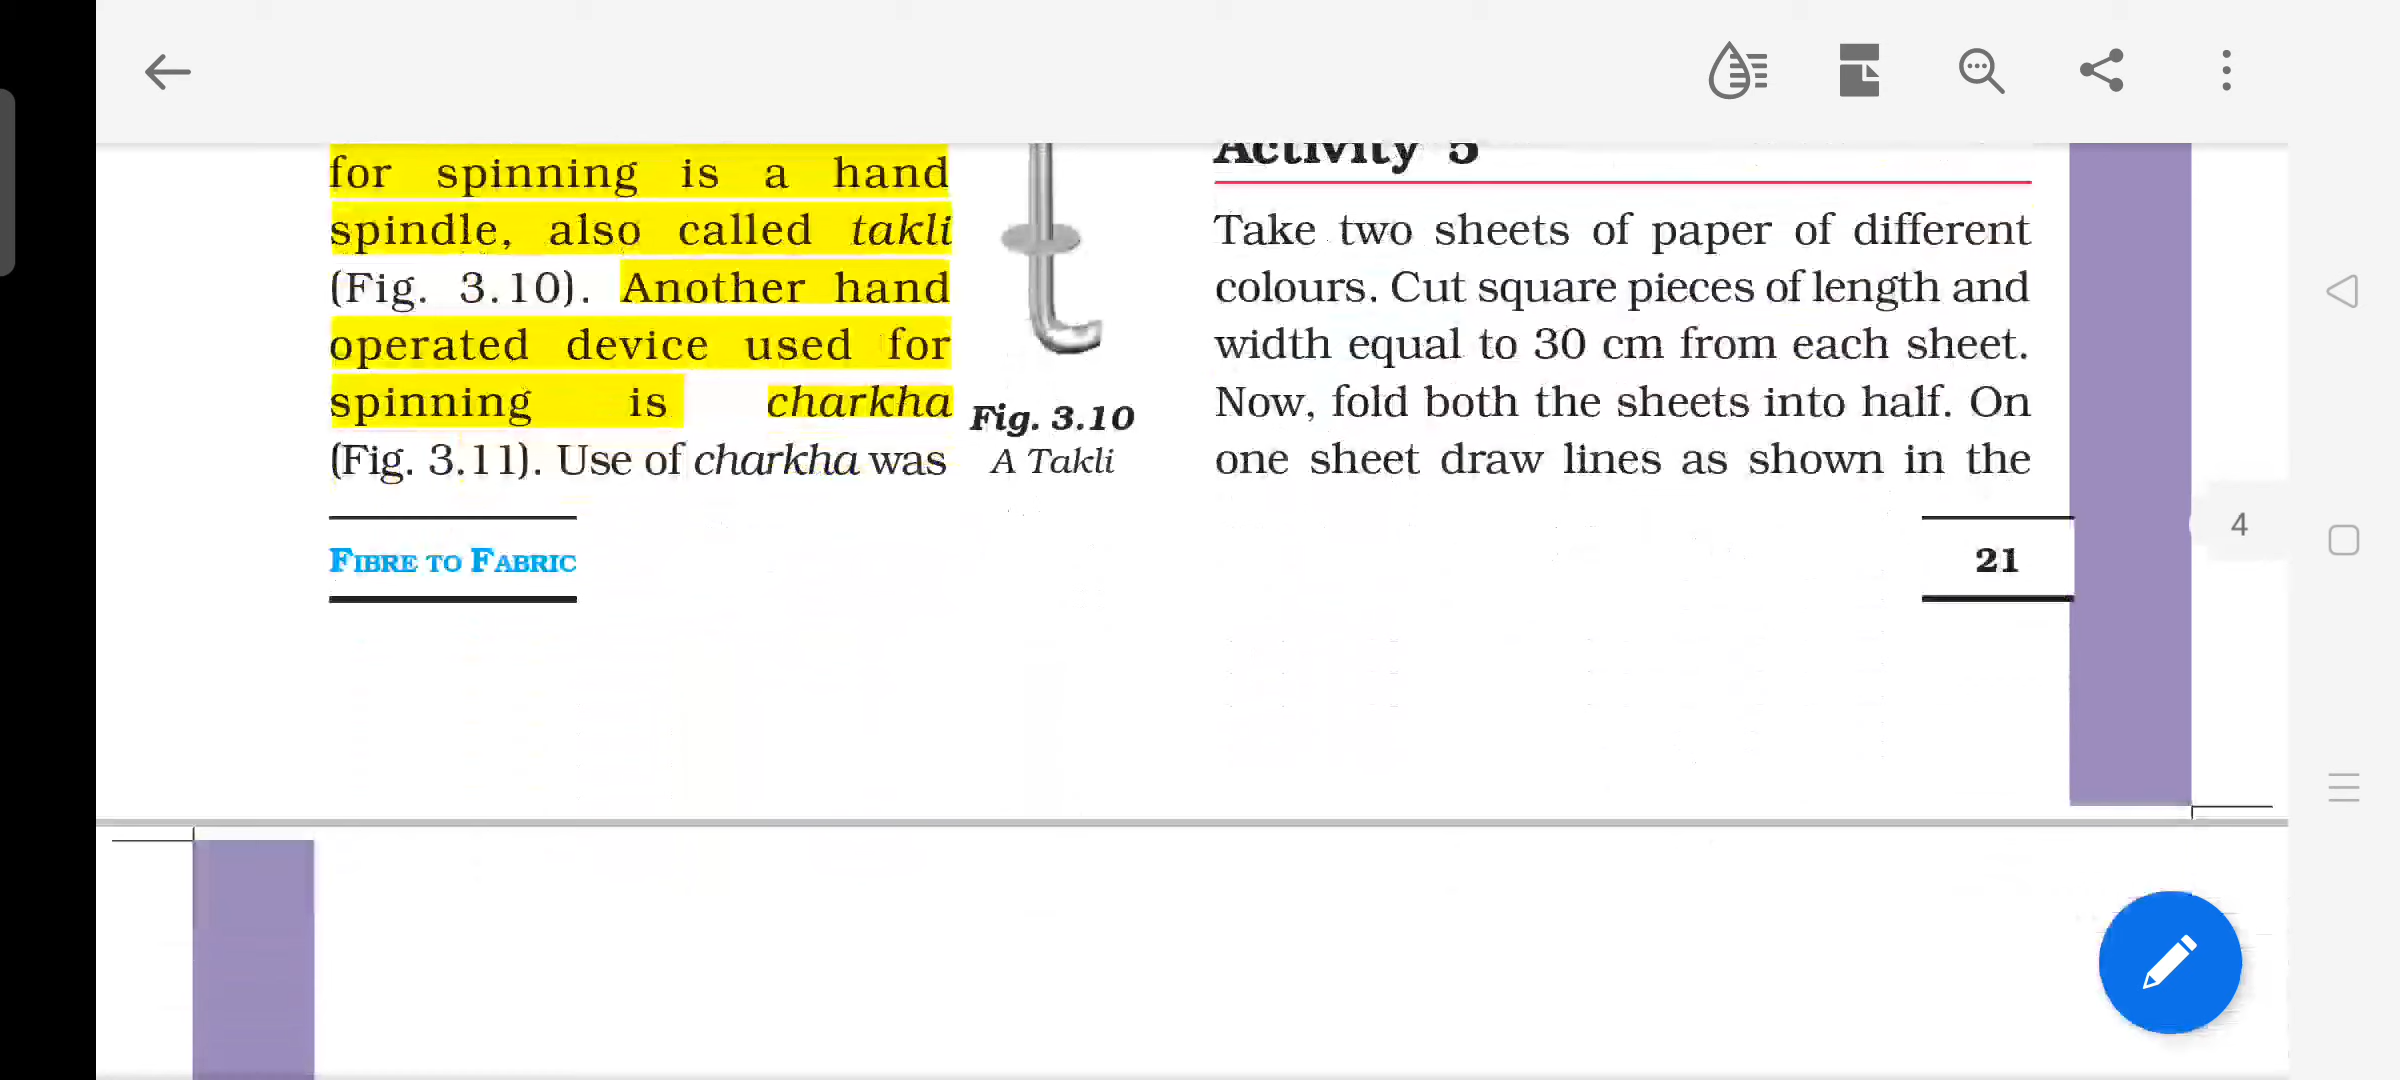 for spinning is a hand
spindle, also called takli
(Fig. 3.10). Another hand
operated device used for
spinning is charkha
(Fig. 3.11). Use of charkha was
Fig. 3.10
A Takli
Activity 5
Take two sheets of paper of different
colours. Cut square pieces of length and
width equal to 30 cm from each sheet.
Now, fold both the sheets into half. On
one sheet draw lines as shown in the
FIBRE TO FABRIC
21
4